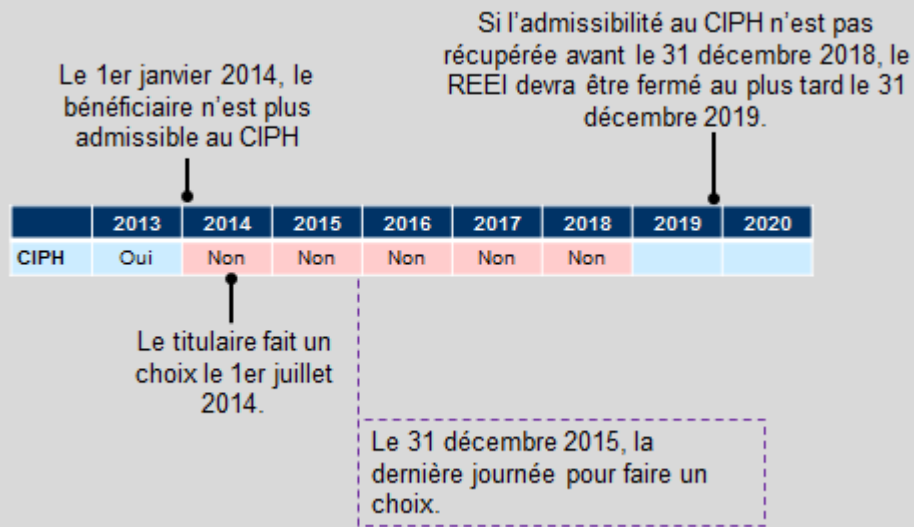 Si l'admissibilité au CIPH n'est pas
récupérée avant le 31 décembre 2018, le
REEI devra être fermé au plus tard le 31
décembre 2019.
Le 1er janvier 2014, le
bénéficiaire n'est plus
admissible au CIPH
2013 2014 2015 2016 2017 2018 2019 2020
CIPH Oui Non Non Non Non Non
Le titulaire fait un
choix le 1er juillet
2014.
Le 31 décembre 2015, la
dernière journée pour faire un
choix.